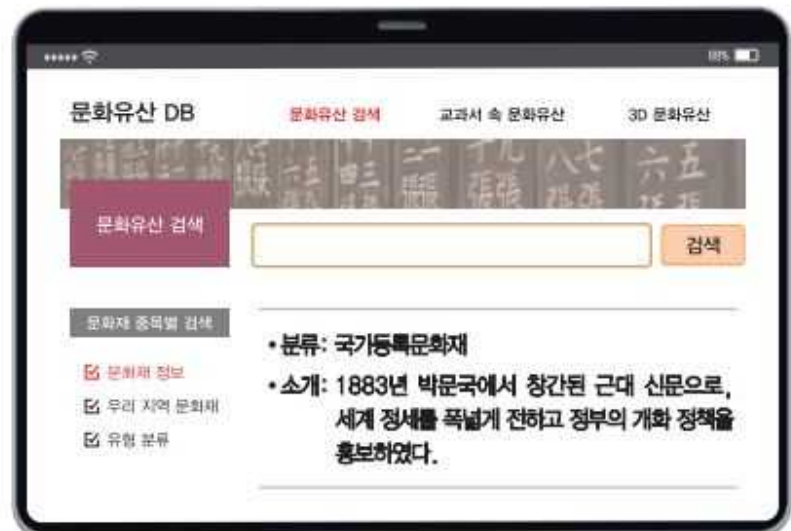 88%
문화유산 DB 문화유산 검색 교과서 속 문화유산 3D 문화유산
문화유산 검색
검색
문화재 종목별 검색
문화재 정보
우리 지역 문화재
유형 분류
• 분류: 국가등록문화재
• 소개: 1883년 박문국에서 창간된 근대 신문으로,
세계 정세를 폭넓게 전하고 정부의 개화 정책을
홍보하였다.